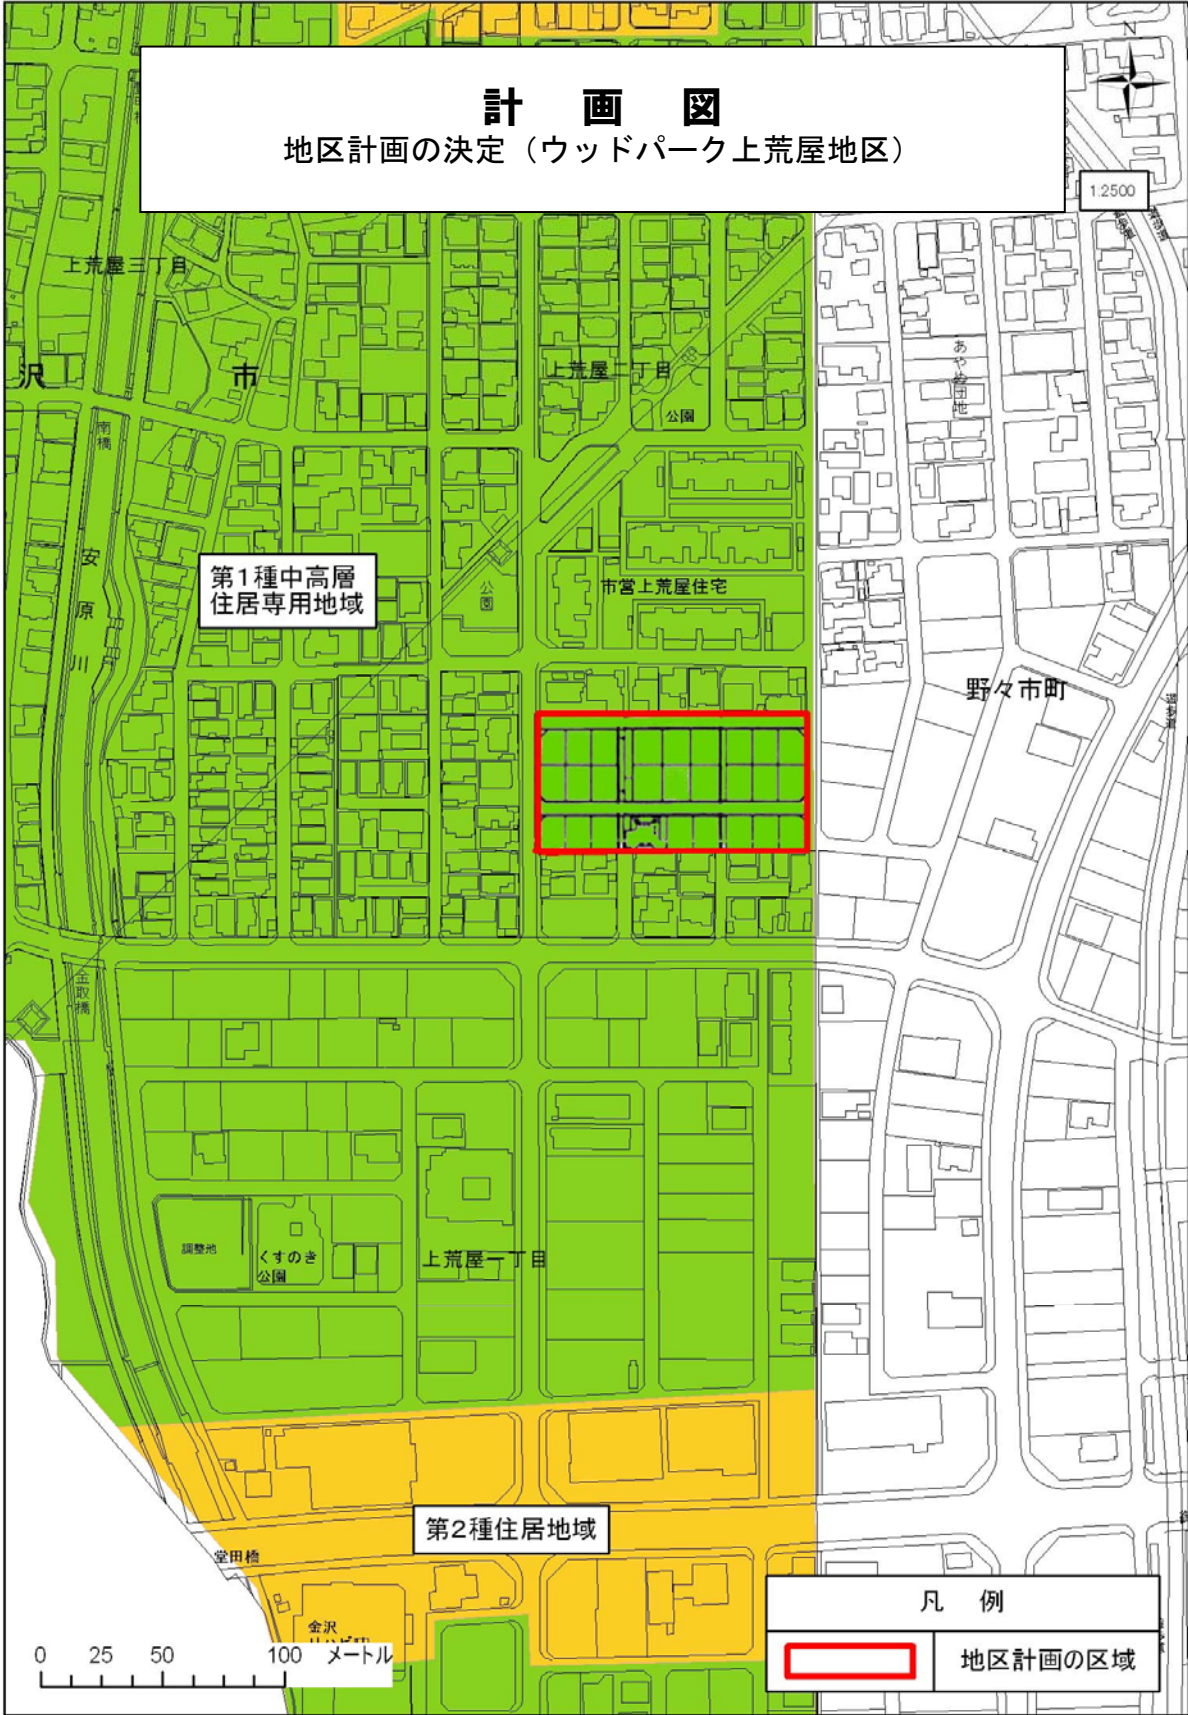 計 画 図
地区計画の決定（ウッドパーク上荒屋地区）
N
1:2500
上荒屋三丁目
沢 市
上荒屋二丁目
公園
あやめ団地
南橋
安原川
第1種中高層
住居専用地域
公園
市営上荒屋住宅
野々市町
金取橋
調整池
くすのき
公園
上荒屋一丁目
第2種住居地域
堂田橋
金沢
0 25 50 100 メートル
凡 例
地区計画の区域